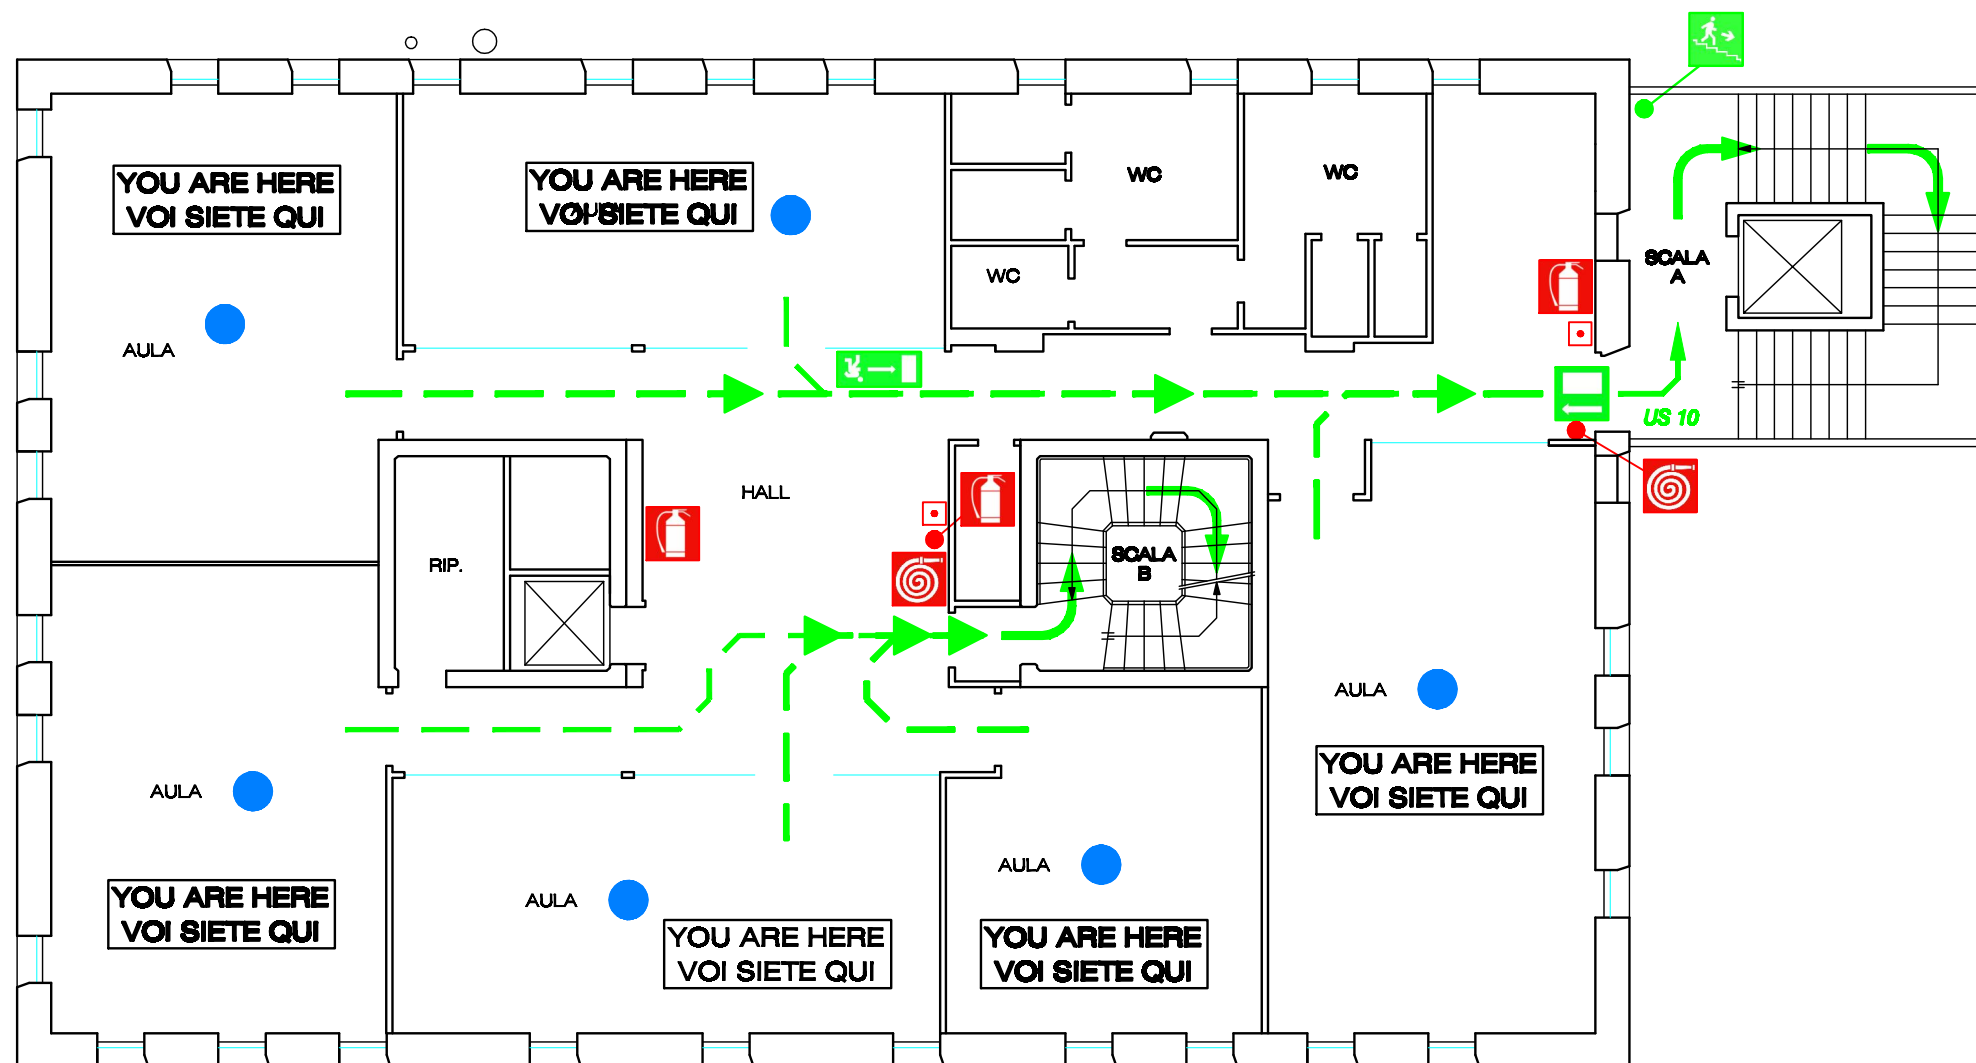 YOU ARE HERE
VOI SIETE QUI
AULA
YOU ARE HERE
VOI SIETE QUI
AULA
WC
WC
WC
SCALA
A
US 10
HALL
RIP.
SCALA
B
AULA
YOU ARE HERE
VOI SIETE QUI
AULA
YOU ARE HERE
VOI SIETE QUI
AULA
YOU ARE HERE
VOI SIETE QUI
AULA
YOU ARE HERE
VOI SIETE QUI